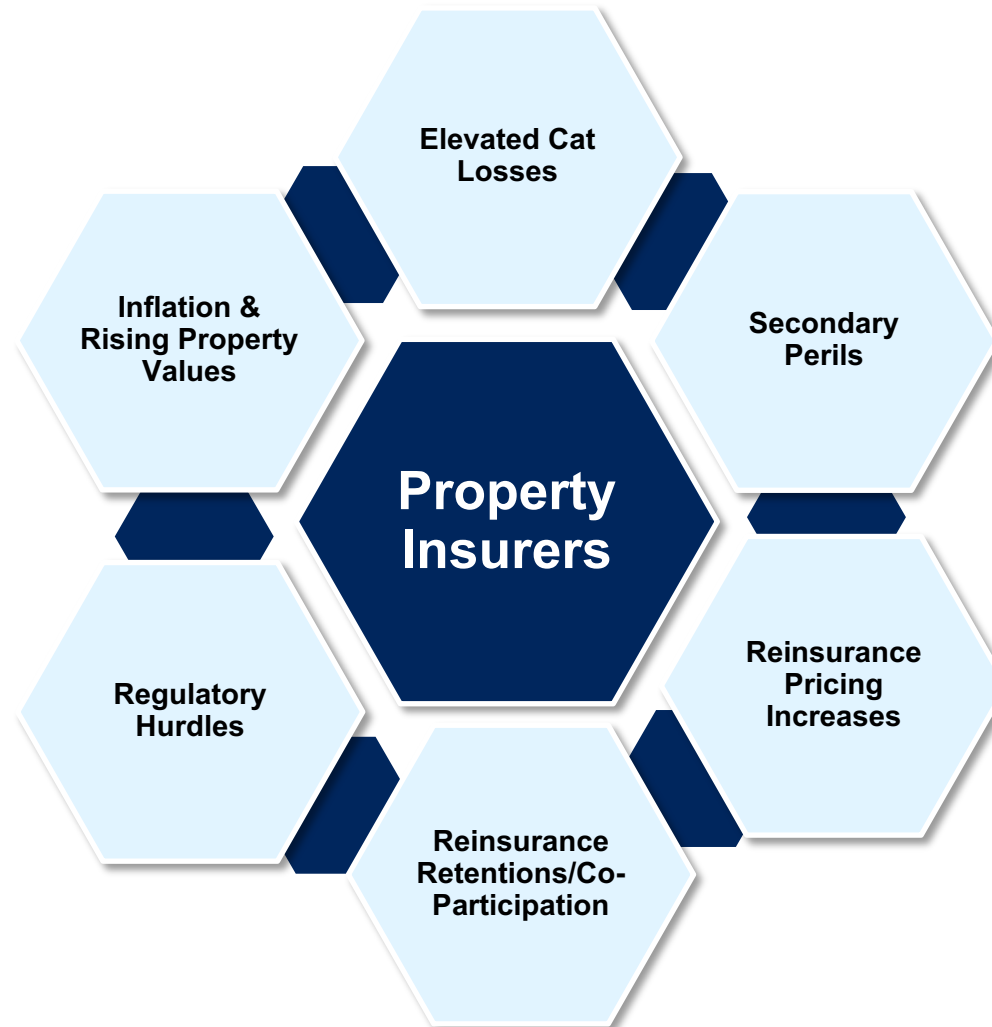 Elevated Cat
Losses
Inflation &
Rising Property
Values
Secondary
Perils
Property
Insurers
Regulatory
Hurdles
Reinsurance
Pricing
Increases
Reinsurance
Retentions/Co-
Participation